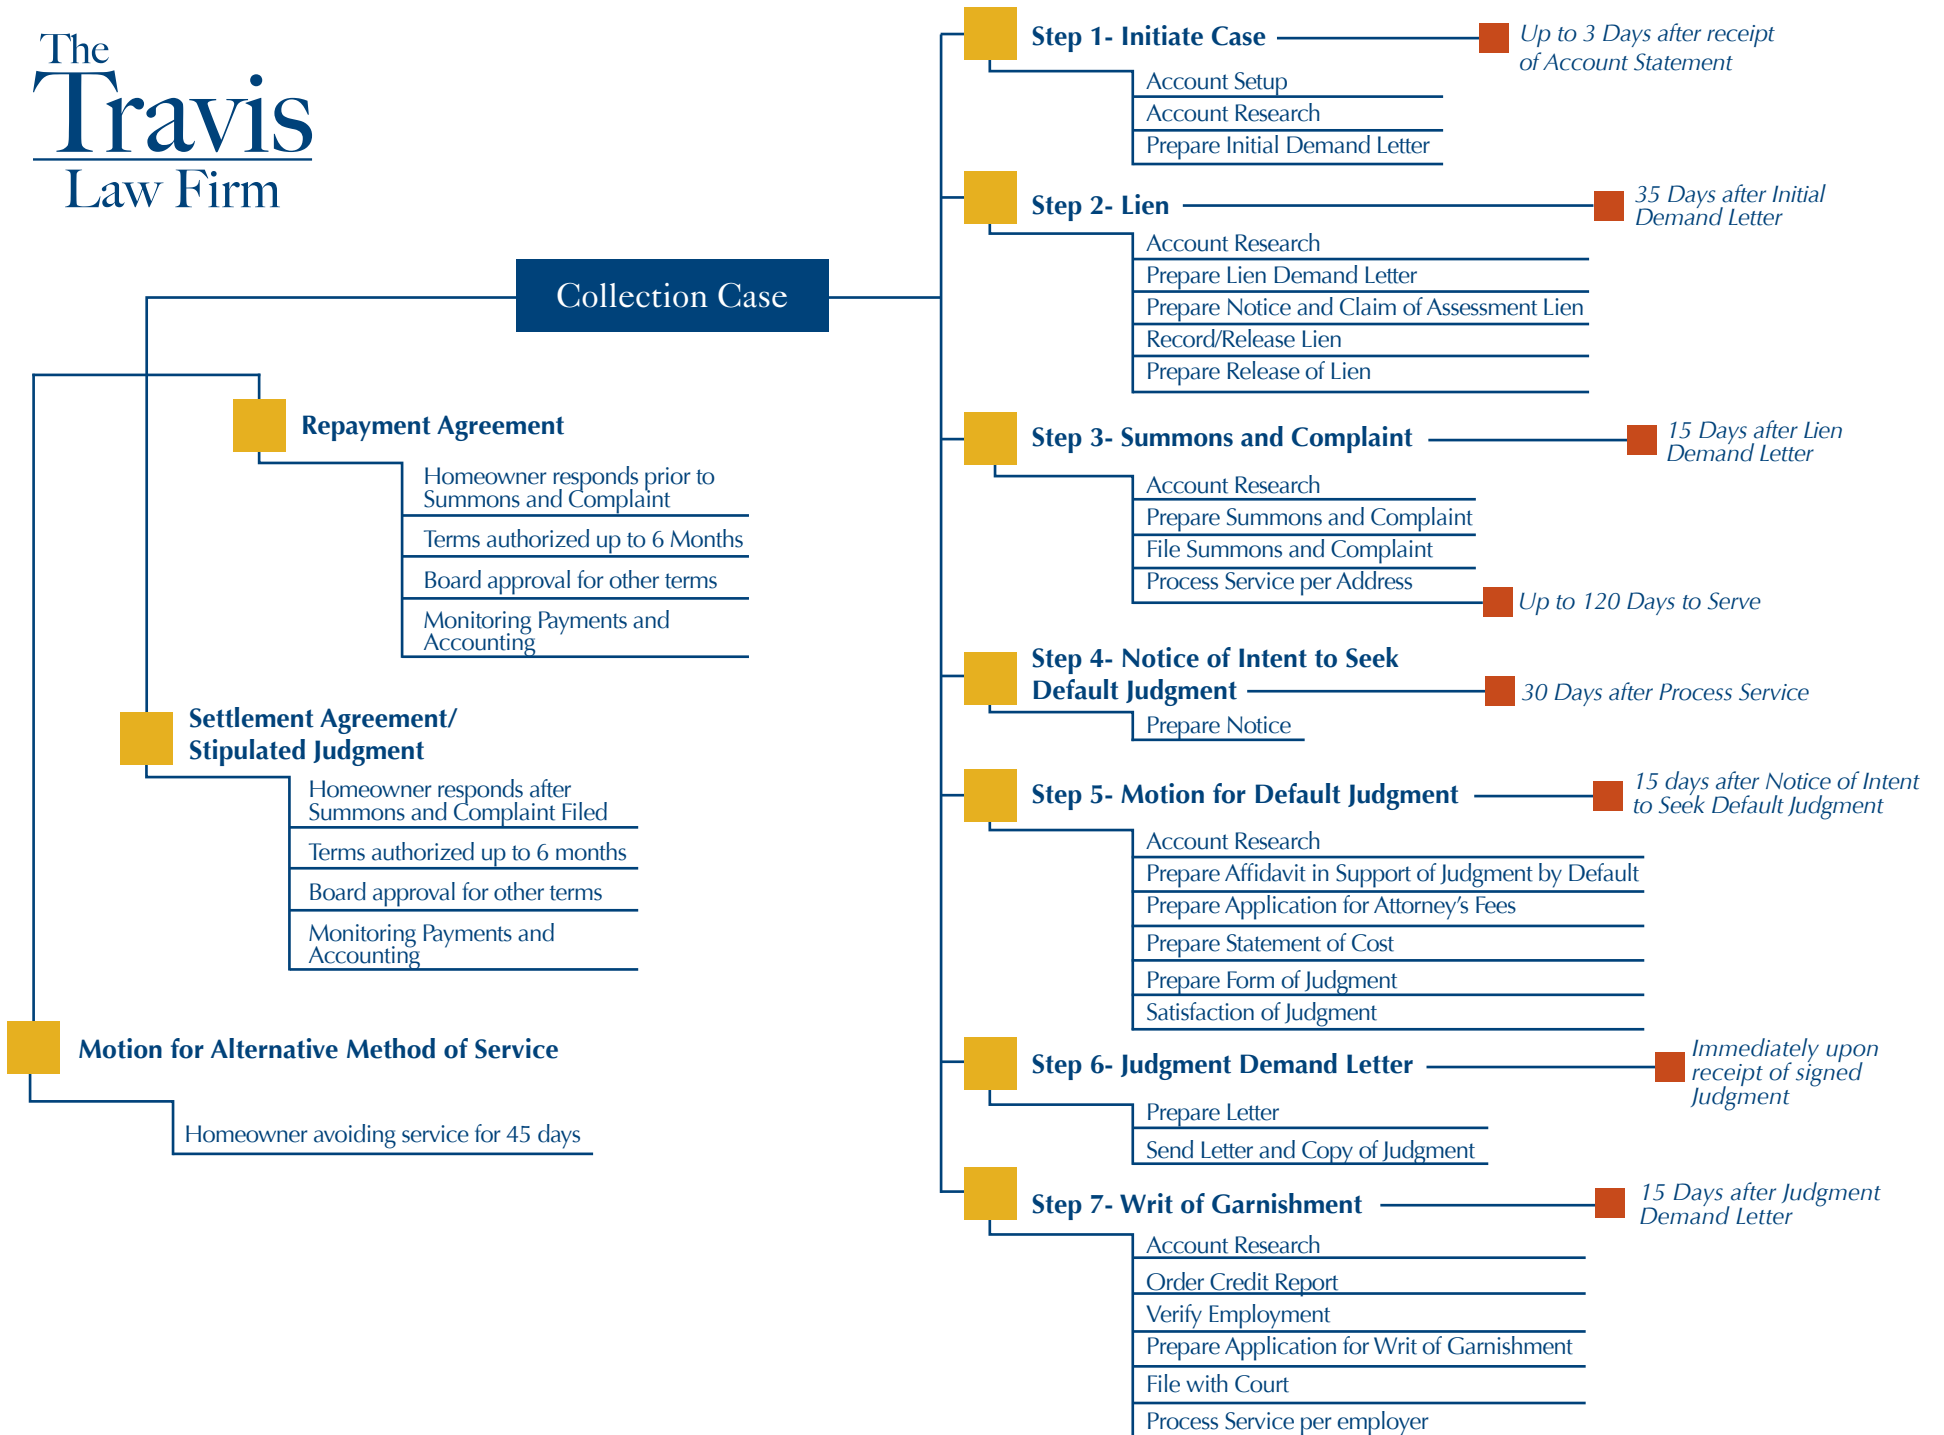 The
Travis
Law Firm
Collection Case
Repayment Agreement
Homeowner responds prior to
Summons and Complaint
Terms authorized up to 6 Months
Board approval for other terms
Monitoring Payments and
Accounting
Settlement Agreement/
Stipulated Judgment
Homeowner responds after
Summons and Complaint Filed
Terms authorized up to 6 months
Board approval for other terms
Monitoring Payments and
Accounting
Motion for Alternative Method of Service
Homeowner avoiding service for 45 days
Step 1- Initiate Case
Up to 3 Days after receipt
of Account Statement
Account Setup
Account Research
Prepare Initial Demand Letter
Step 2- Lien
35 Days after Initial
Demand Letter
Account Research
Prepare Lien Demand Letter
Prepare Notice and Claim of Assessment Lien
Record/Release Lien
Prepare Release of Lien
Step 3- Summons and Complaint
15 Days after Lien
Demand Letter
Account Research
Prepare Summons and Complaint
File Summons and Complaint
Process Service per Address
Up to 120 Days to Serve
Step 4- Notice of Intent to Seek
Default Judgment
30 Days after Process Service
Prepare Notice
Step 5- Motion for Default Judgment
15 days after Notice of Intent
to Seek Default Judgment
Account Research
Prepare Affidavit in Support of Judgment by Default
Prepare Application for Attorney's Fees
Prepare Statement of Cost
Prepare Form of Judgment
Satisfaction of Judgment
Step 6- Judgment Demand Letter
Immediately upon
receipt of signed
Judgment
Prepare Letter
Send Letter and Copy of Judgment
Step 7- Writ of Garnishment
15 Days after Judgment
Demand Letter
Account Research
Order Credit Report
Verify Employment
Prepare Application for Writ of Garnishment
File with Court
Process Service per employer